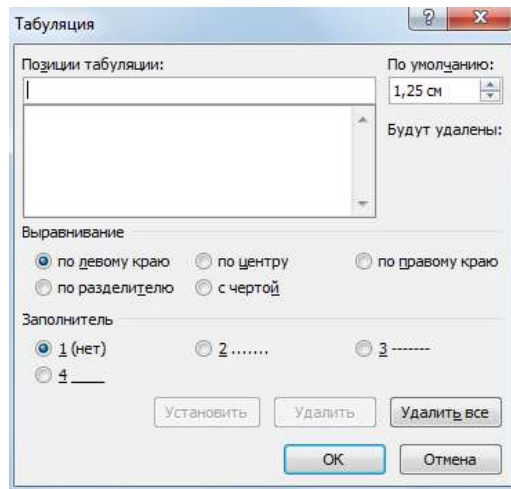 Табуляция
Позиции табуляции: По умолчанию:
1,25 см
Будут удалены:
Выравнивание
по левому краю по центру по правому краю
по разделителю с чертой
Заполнитель
1 (нет) 2 ....... 3 -------
4 ____
Установить Удалить Удалить все
ОК Отмена